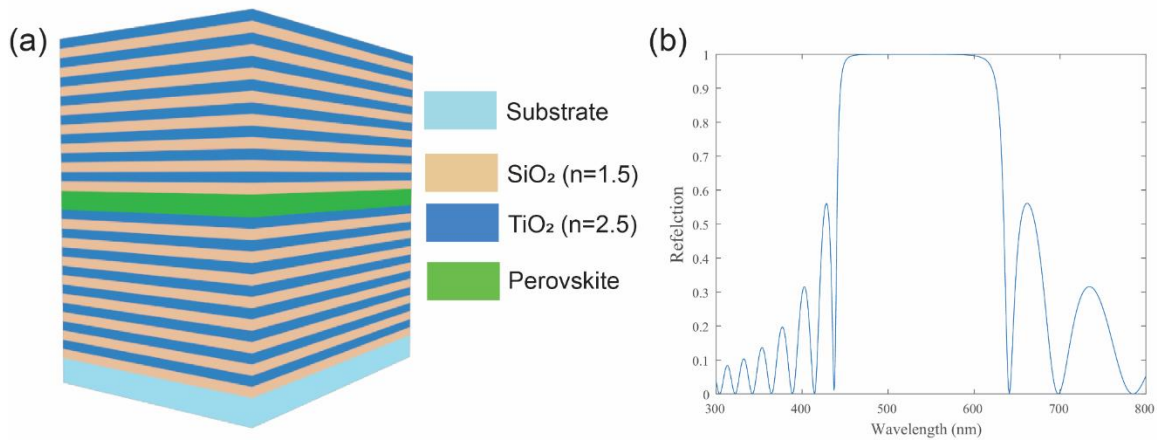 (a)
Substrate
SiO₂ (n=1.5)
TiO₂ (n=2.5)
Perovskite
(b)
1
0.9
0.8
0.7
0.6
0.5
0.4
0.3
0.2
0.1
0
Refelction
300
400
500
600
700
800
Wavelength (nm)